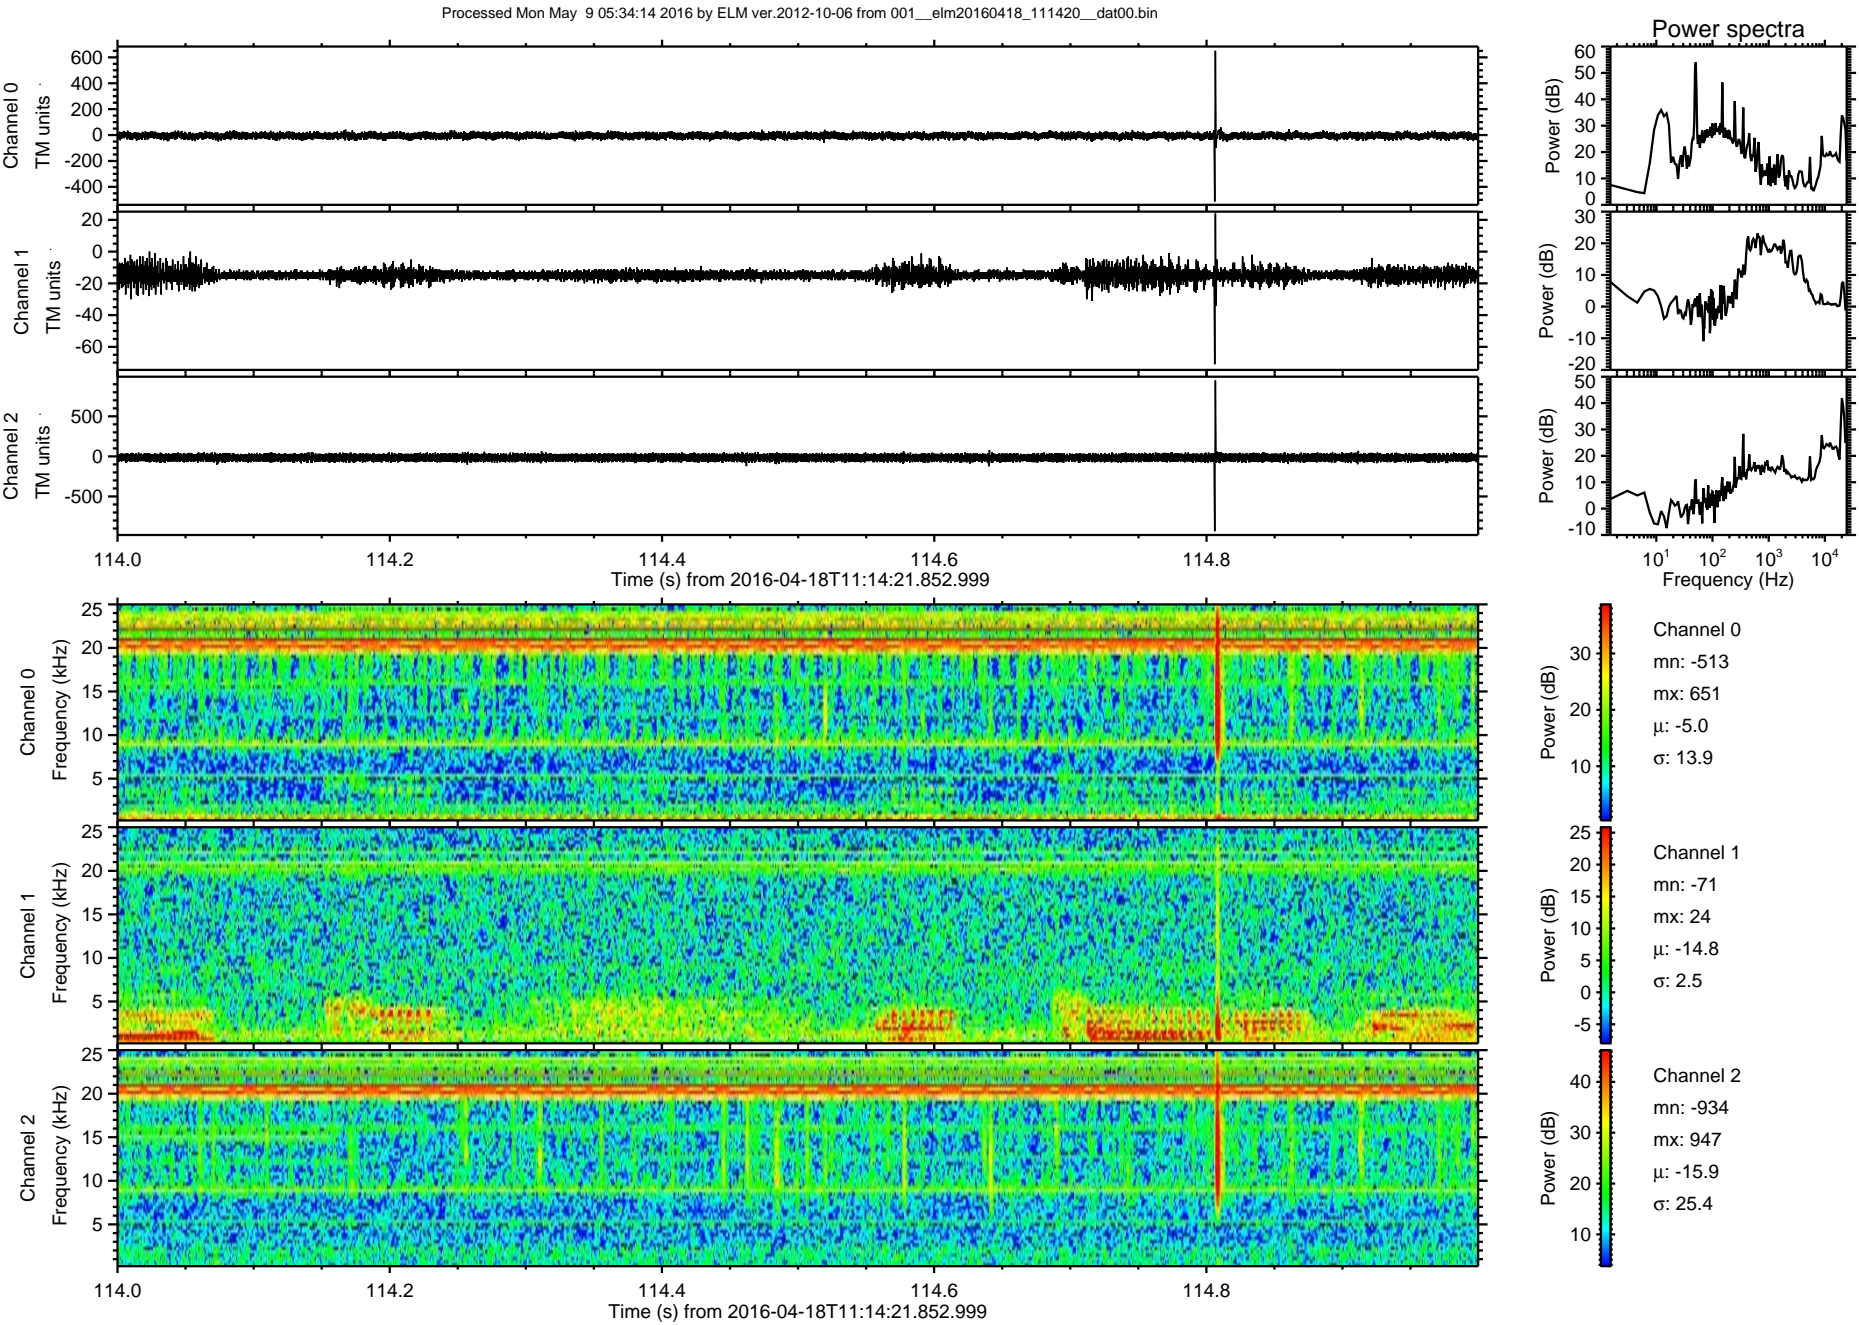 Processed Mon May  9 05:34:14 2016 by ELM ver.2012-10-06 from 001__elm20160418_111420__dat00.bin
Power spectra
Channel 0
TM units
600
400
200
0
-200
-400
Power (dB)
60
50
40
30
20
10
0
Channel 1
TM units
20
0
-20
-40
-60
Power (dB)
30
20
10
0
-10
-20
Channel 2
TM units
500
0
-500
Power (dB)
50
40
30
20
10
0
-10
114.0 114.2 114.4 114.6 114.8
Time (s) from 2016-04-18T11:14:21.852.999
10^1 10^2 10^3 10^4
Frequency (Hz)
Channel 0
Frequency (kHz)
25
20
15
10
5
Power (dB)
30
20
10
Channel 0
mn: -513
mx: 651
µ: -5.0
σ: 13.9
Channel 1
Frequency (kHz)
25
20
15
10
5
Power (dB)
25
20
15
10
5
0
-5
Channel 1
mn: -71
mx: 24
µ: -14.8
σ: 2.5
Channel 2
Frequency (kHz)
25
20
15
10
5
Power (dB)
40
30
20
10
Channel 2
mn: -934
mx: 947
µ: -15.9
σ: 25.4
114.0 114.2 114.4 114.6 114.8
Time (s) from 2016-04-18T11:14:21.852.999